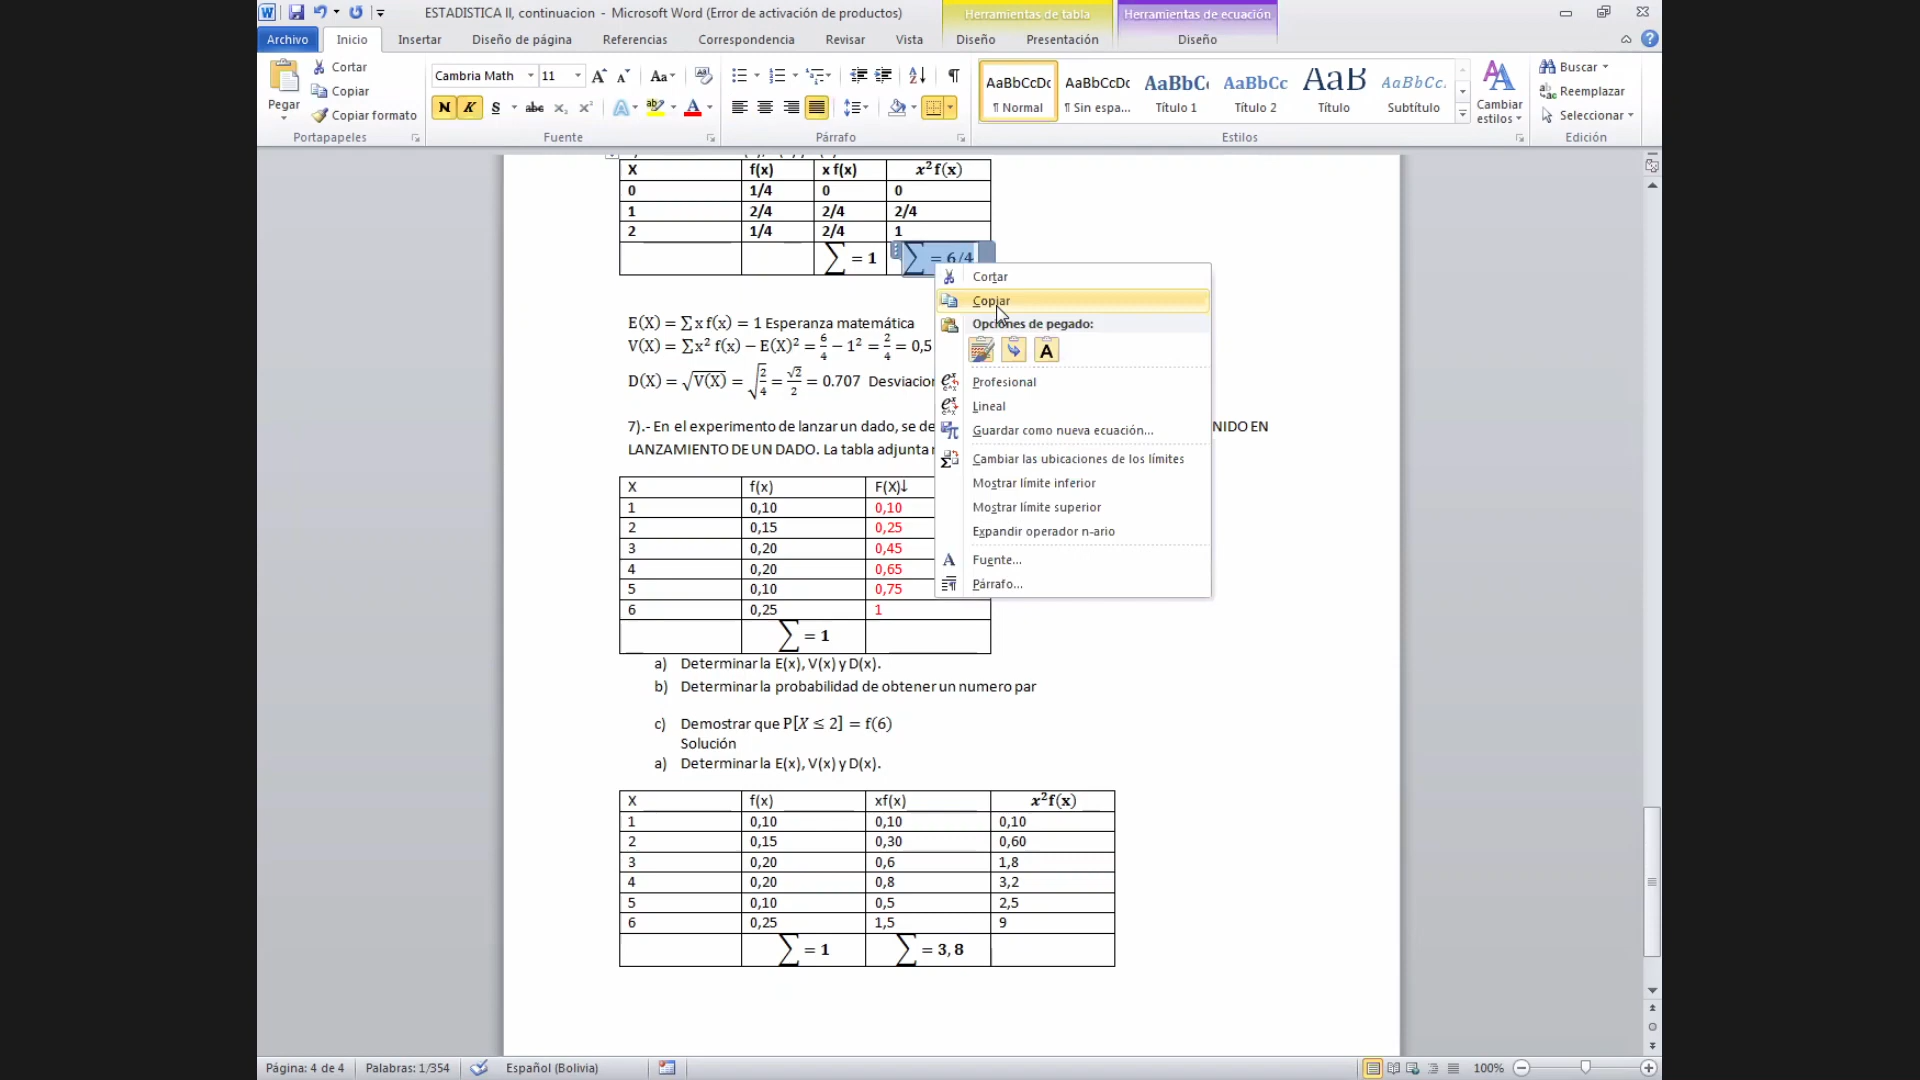 ESTADISTICA II, continuacion - Microsoft Word (Error de activación de productos)
Herramientas de tabla
Herramientas de ecuación
Archivo Inicio Insertar Diseño de página Referencias Correspondencia Revisar Vista Diseño Presentación Diseño
Pegar
Cortar
Copiar
Copiar formato
Portapapeles
Cambria Math 11
Fuente
Párrafo
AaBbCcDc AaBbCcDc AaBbC AaBbCc AaB AaBbCc.
¶ Normal ¶ Sin espa... Título 1 Título 2 Título Subtítulo
Cambiar estilos
Estilos
Buscar
Reemplazar
Seleccionar
Edición
X f(x) x f(x) x²f(x)
0 1/4 0 0
1 2/4 2/4 2/4
2 1/4 2/4 1
∑ = 1 ∑ = 6/4
E(X) = ∑x f(x) = 1 Esperanza matemática
V(X) = ∑x² f(x) − E(X)² = 6/4 − 1² = 2/4 = 0,5
D(X) = √V(X) = √2/4 = √2/2 = 0.707 Desviacion
7).- En el experimento de lanzar un dado, se de NIDO EN
LANZAMIENTO DE UN DADO. La tabla adjunta
X f(x) F(X)↓
1 0,10 0,10
2 0,15 0,25
3 0,20 0,45
4 0,20 0,65
5 0,10 0,75
6 0,25 1
∑ = 1
a) Determinar la E(x), V(x) y D(x).
b) Determinar la probabilidad de obtener un numero par
c) Demostrar que P[X ≤ 2] = f(6)
Solución
a) Determinar la E(x), V(x) y D(x).
X f(x) xf(x) x²f(x)
1 0,10 0,10 0,10
2 0,15 0,30 0,60
3 0,20 0,6 1,8
4 0,20 0,8 3,2
5 0,10 0,5 2,5
6 0,25 1,5 9
∑ = 1 ∑ = 3,8
Cortar
Copiar
Opciones de pegado:
Profesional
Lineal
Guardar como nueva ecuación...
Cambiar las ubicaciones de los límites
Mostrar límite inferior
Mostrar límite superior
Expandir operador n-ario
Fuente...
Párrafo...
Página: 4 de 4 Palabras: 1/354 Español (Bolivia) 100%